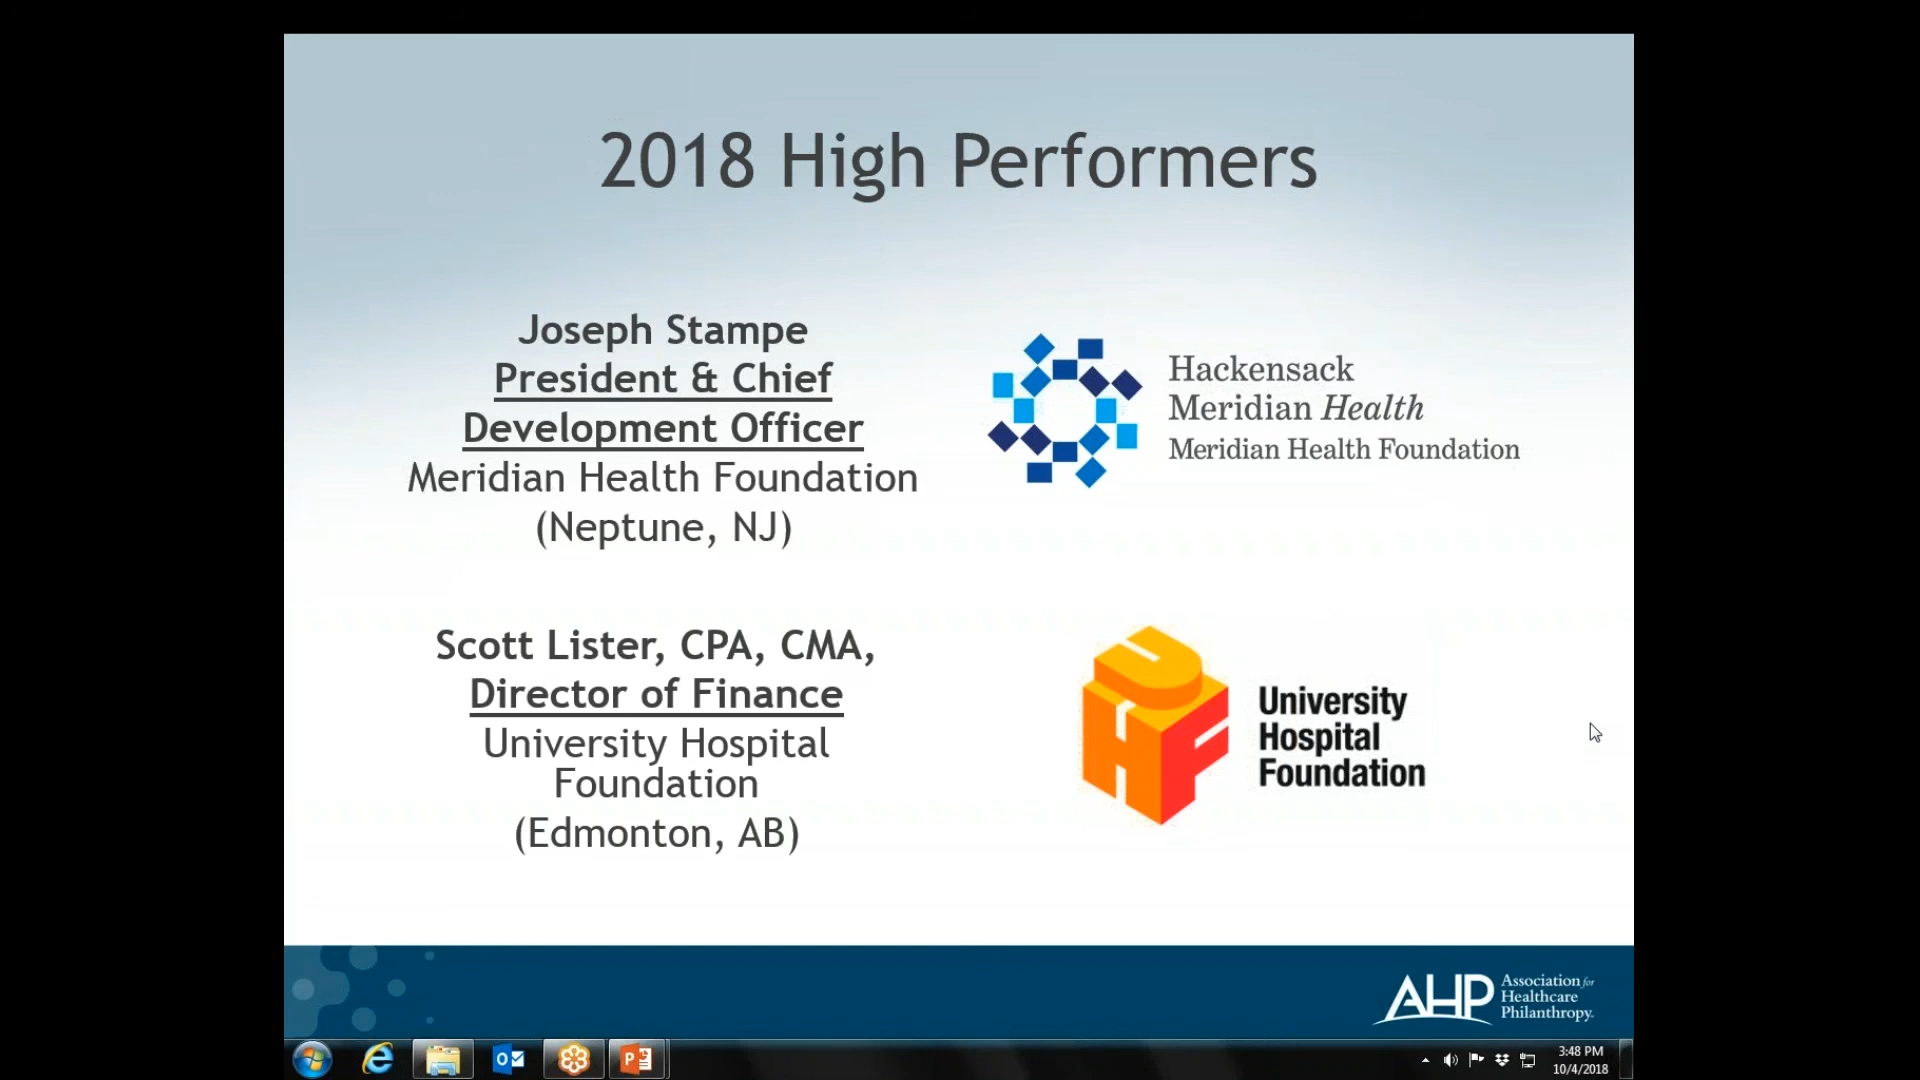 2018 High Performers
Joseph Stampe
President & Chief
Development Officer
Meridian Health Foundation
(Neptune, NJ)
Hackensack
Meridian Health
Meridian Health Foundation
Scott Lister, CPA, CMA,
Director of Finance
University Hospital
Foundation
(Edmonton, AB)
UHF
University
Hospital
Foundation
AHP
Association for
Healthcare
Philanthropy.
3:48 PM
10/4/2018